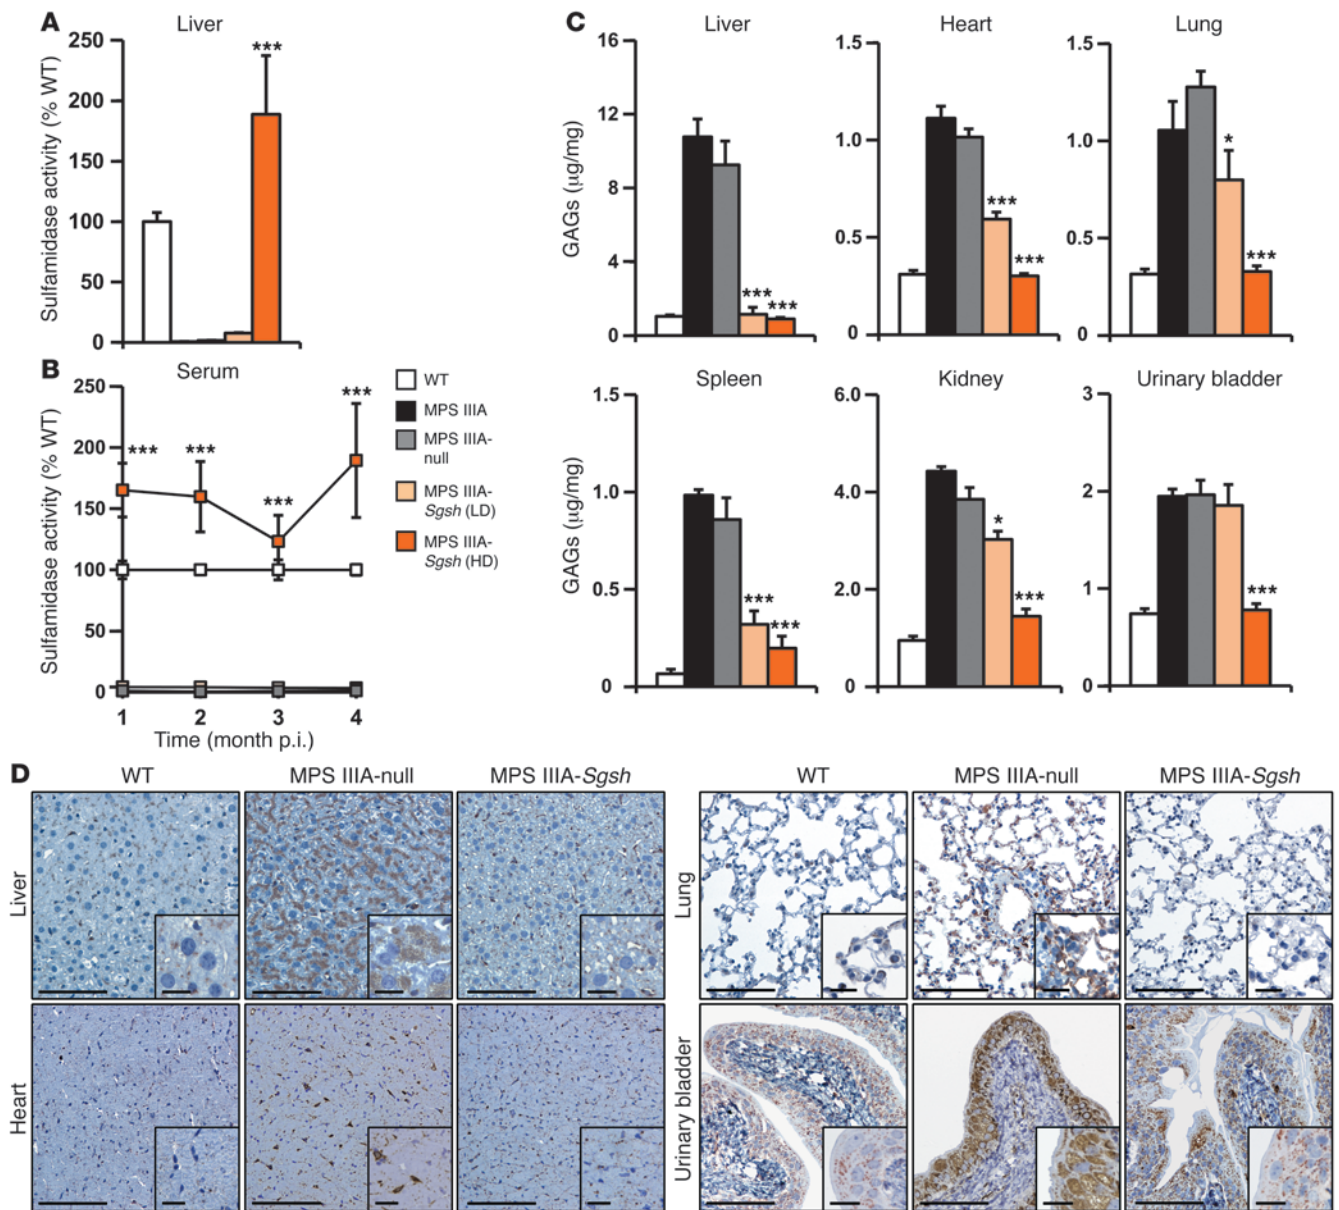 A
Liver
Sulfamidase activity (% WT)
250
200
150
100
50
0
***
B
Serum
Sulfamidase activity (% WT)
250
200
150
100
50
0
***
***
***
***
1
2
3
4
Time (month p.i.)
WT
MPS IIIA
MPS IIIA-
null
MPS IIIA-
Sgsh (LD)
MPS IIIA-
Sgsh (HD)
C
Liver
GAGs (µg/mg)
16
12
8
4
0
***
***
Heart
1.5
1.0
0.5
0
***
***
Lung
1.5
1.0
0.5
0
*
***
Spleen
GAGs (µg/mg)
1.5
1.0
0.5
0
***
***
Kidney
6.0
4.0
2.0
0
*
***
Urinary bladder
3
2
1
0
***
D
WT
MPS IIIA-null
MPS IIIA-Sgsh
WT
MPS IIIA-null
MPS IIIA-Sgsh
Liver
Lung
Heart
Urinary bladder